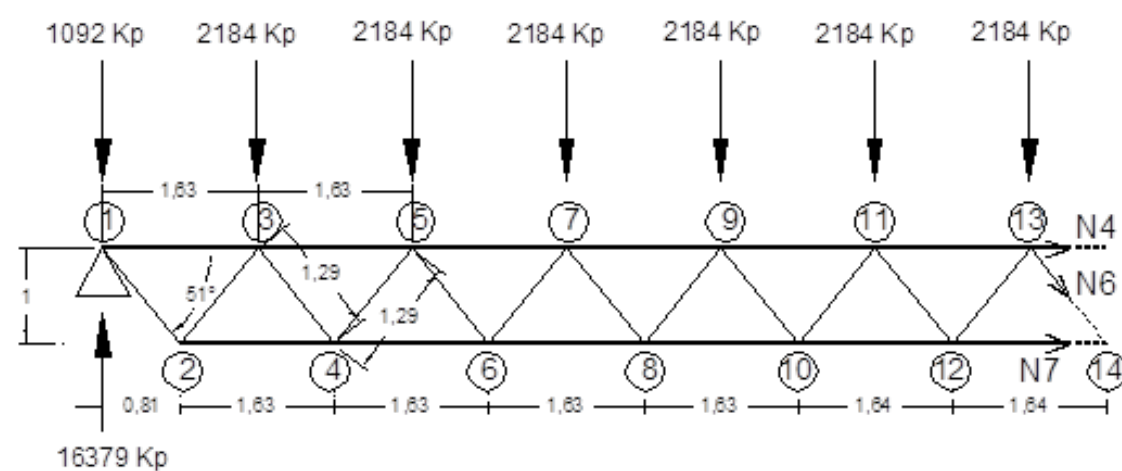 1092 Kp 2184 Kp 2184 Kp 2184 Kp 2184 Kp 2184 Kp 2184 Kp
1,63 1,63
1 3 5 7 9 11 13 N4
1,29
51°
1,29
N6
1
2 4 6 8 10 12 N7 14
0,81 1,63 1,63 1,63 1,63 1,64 1,64
16379 Kp